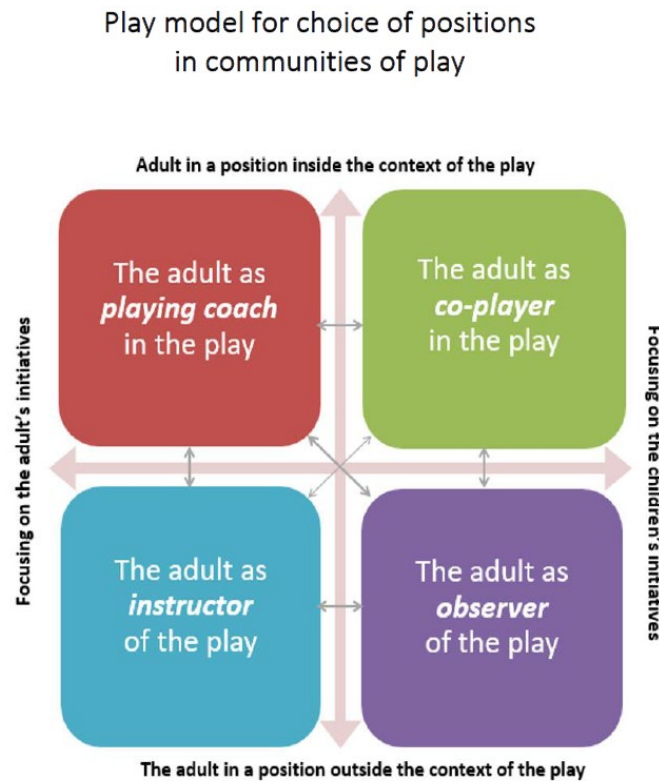 Play model for choice of positions
in communities of play
Adult in a position inside the context of the play
The adult as
playing coach
in the play
The adult as
co-player
in the play
Focusing on the adult's initiatives
Focusing on the children's initiatives
The adult as
instructor
of the play
The adult as
observer
of the play
The adult in a position outside the context of the play